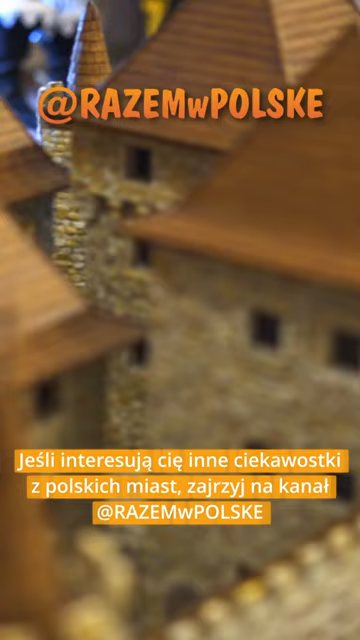 @RAZEMwPOLSKE
Jeśli interesują cię inne ciekawostki
z polskich miast, zajrzyj na kanał
@RAZEMwPOLSKE